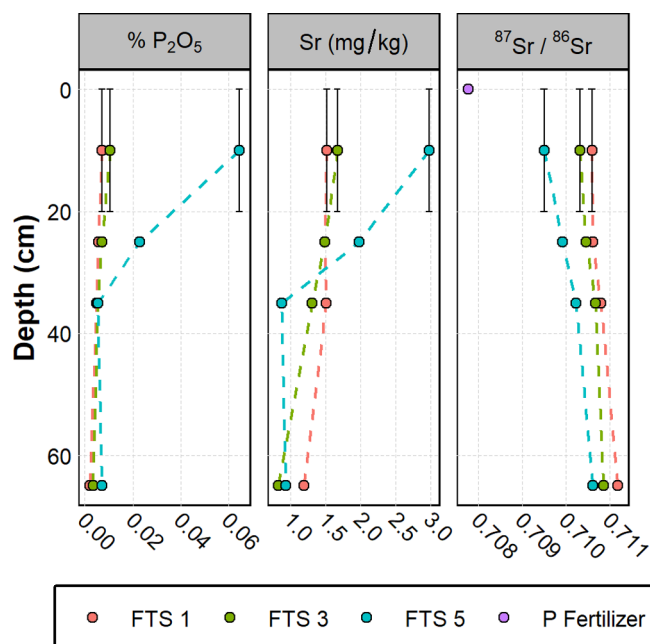 % P₂O₅ Sr (mg/kg) ⁸⁷Sr / ⁸⁶Sr
Depth (cm)
0
20
40
60
0.00 0.02 0.04 0.06 1.0 1.5 2.0 2.5 3.0 0.708 0.709 0.710 0.711
FTS 1 FTS 3 FTS 5 P Fertilizer